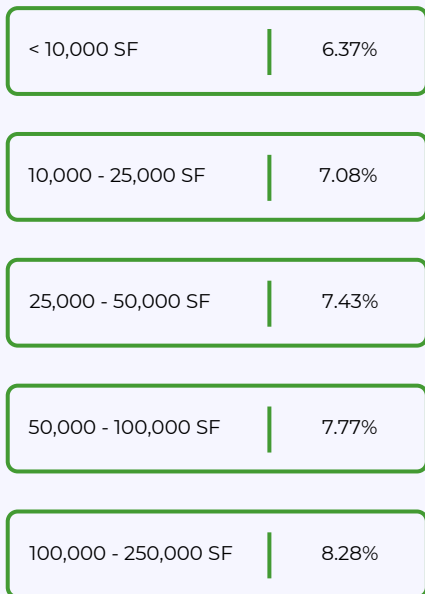 < 10,000 SF 6.37%
10,000 - 25,000 SF 7.08%
25,000 - 50,000 SF 7.43%
50,000 - 100,000 SF 7.77%
100,000 - 250,000 SF 8.28%